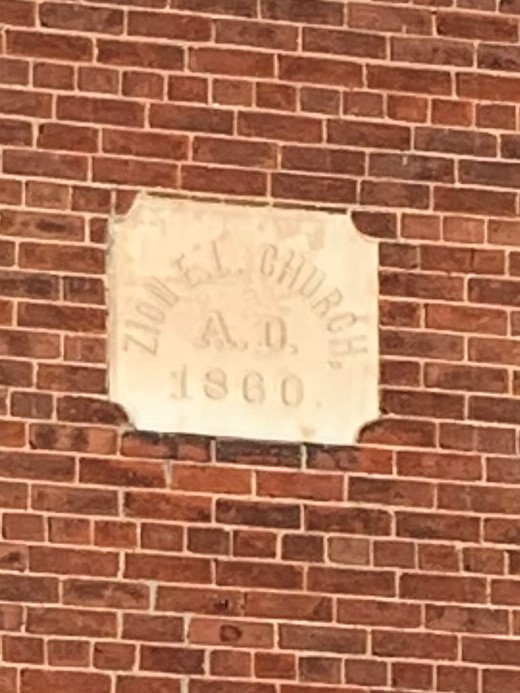 ZION E.L. CHURCH,
A.D.
1860.